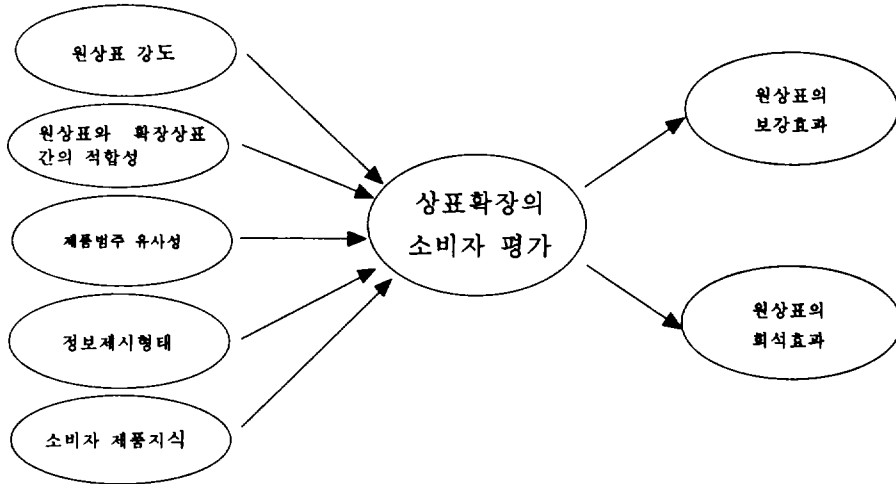 원상표 강도
원상표와 확장상표
간의 적합성
제품범주 유사성
정보제시형태
소비자 제품지식
상표확장의
소비자 평가
원상표의
보강효과
원상표의
희석효과